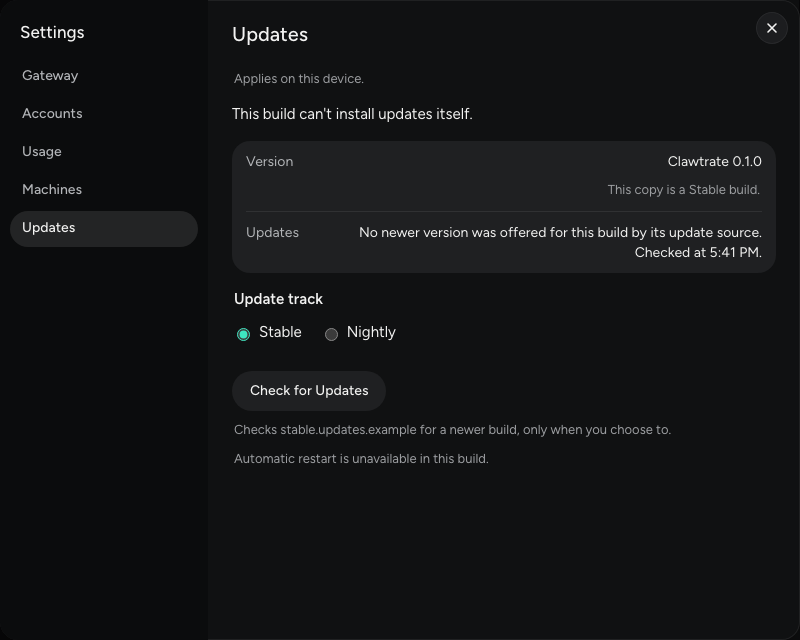 Settings
Gateway
Accounts
Usage
Machines
Updates
Updates
Applies on this device.
This build can't install updates itself.
Version
Clawtrate 0.1.0
This copy is a Stable build.
Updates
No newer version was offered for this build by its update source.
Checked at 5:41 PM.
Update track
Stable
Nightly
Check for Updates
Checks stable.updates.example for a newer build, only when you choose to.
Automatic restart is unavailable in this build.